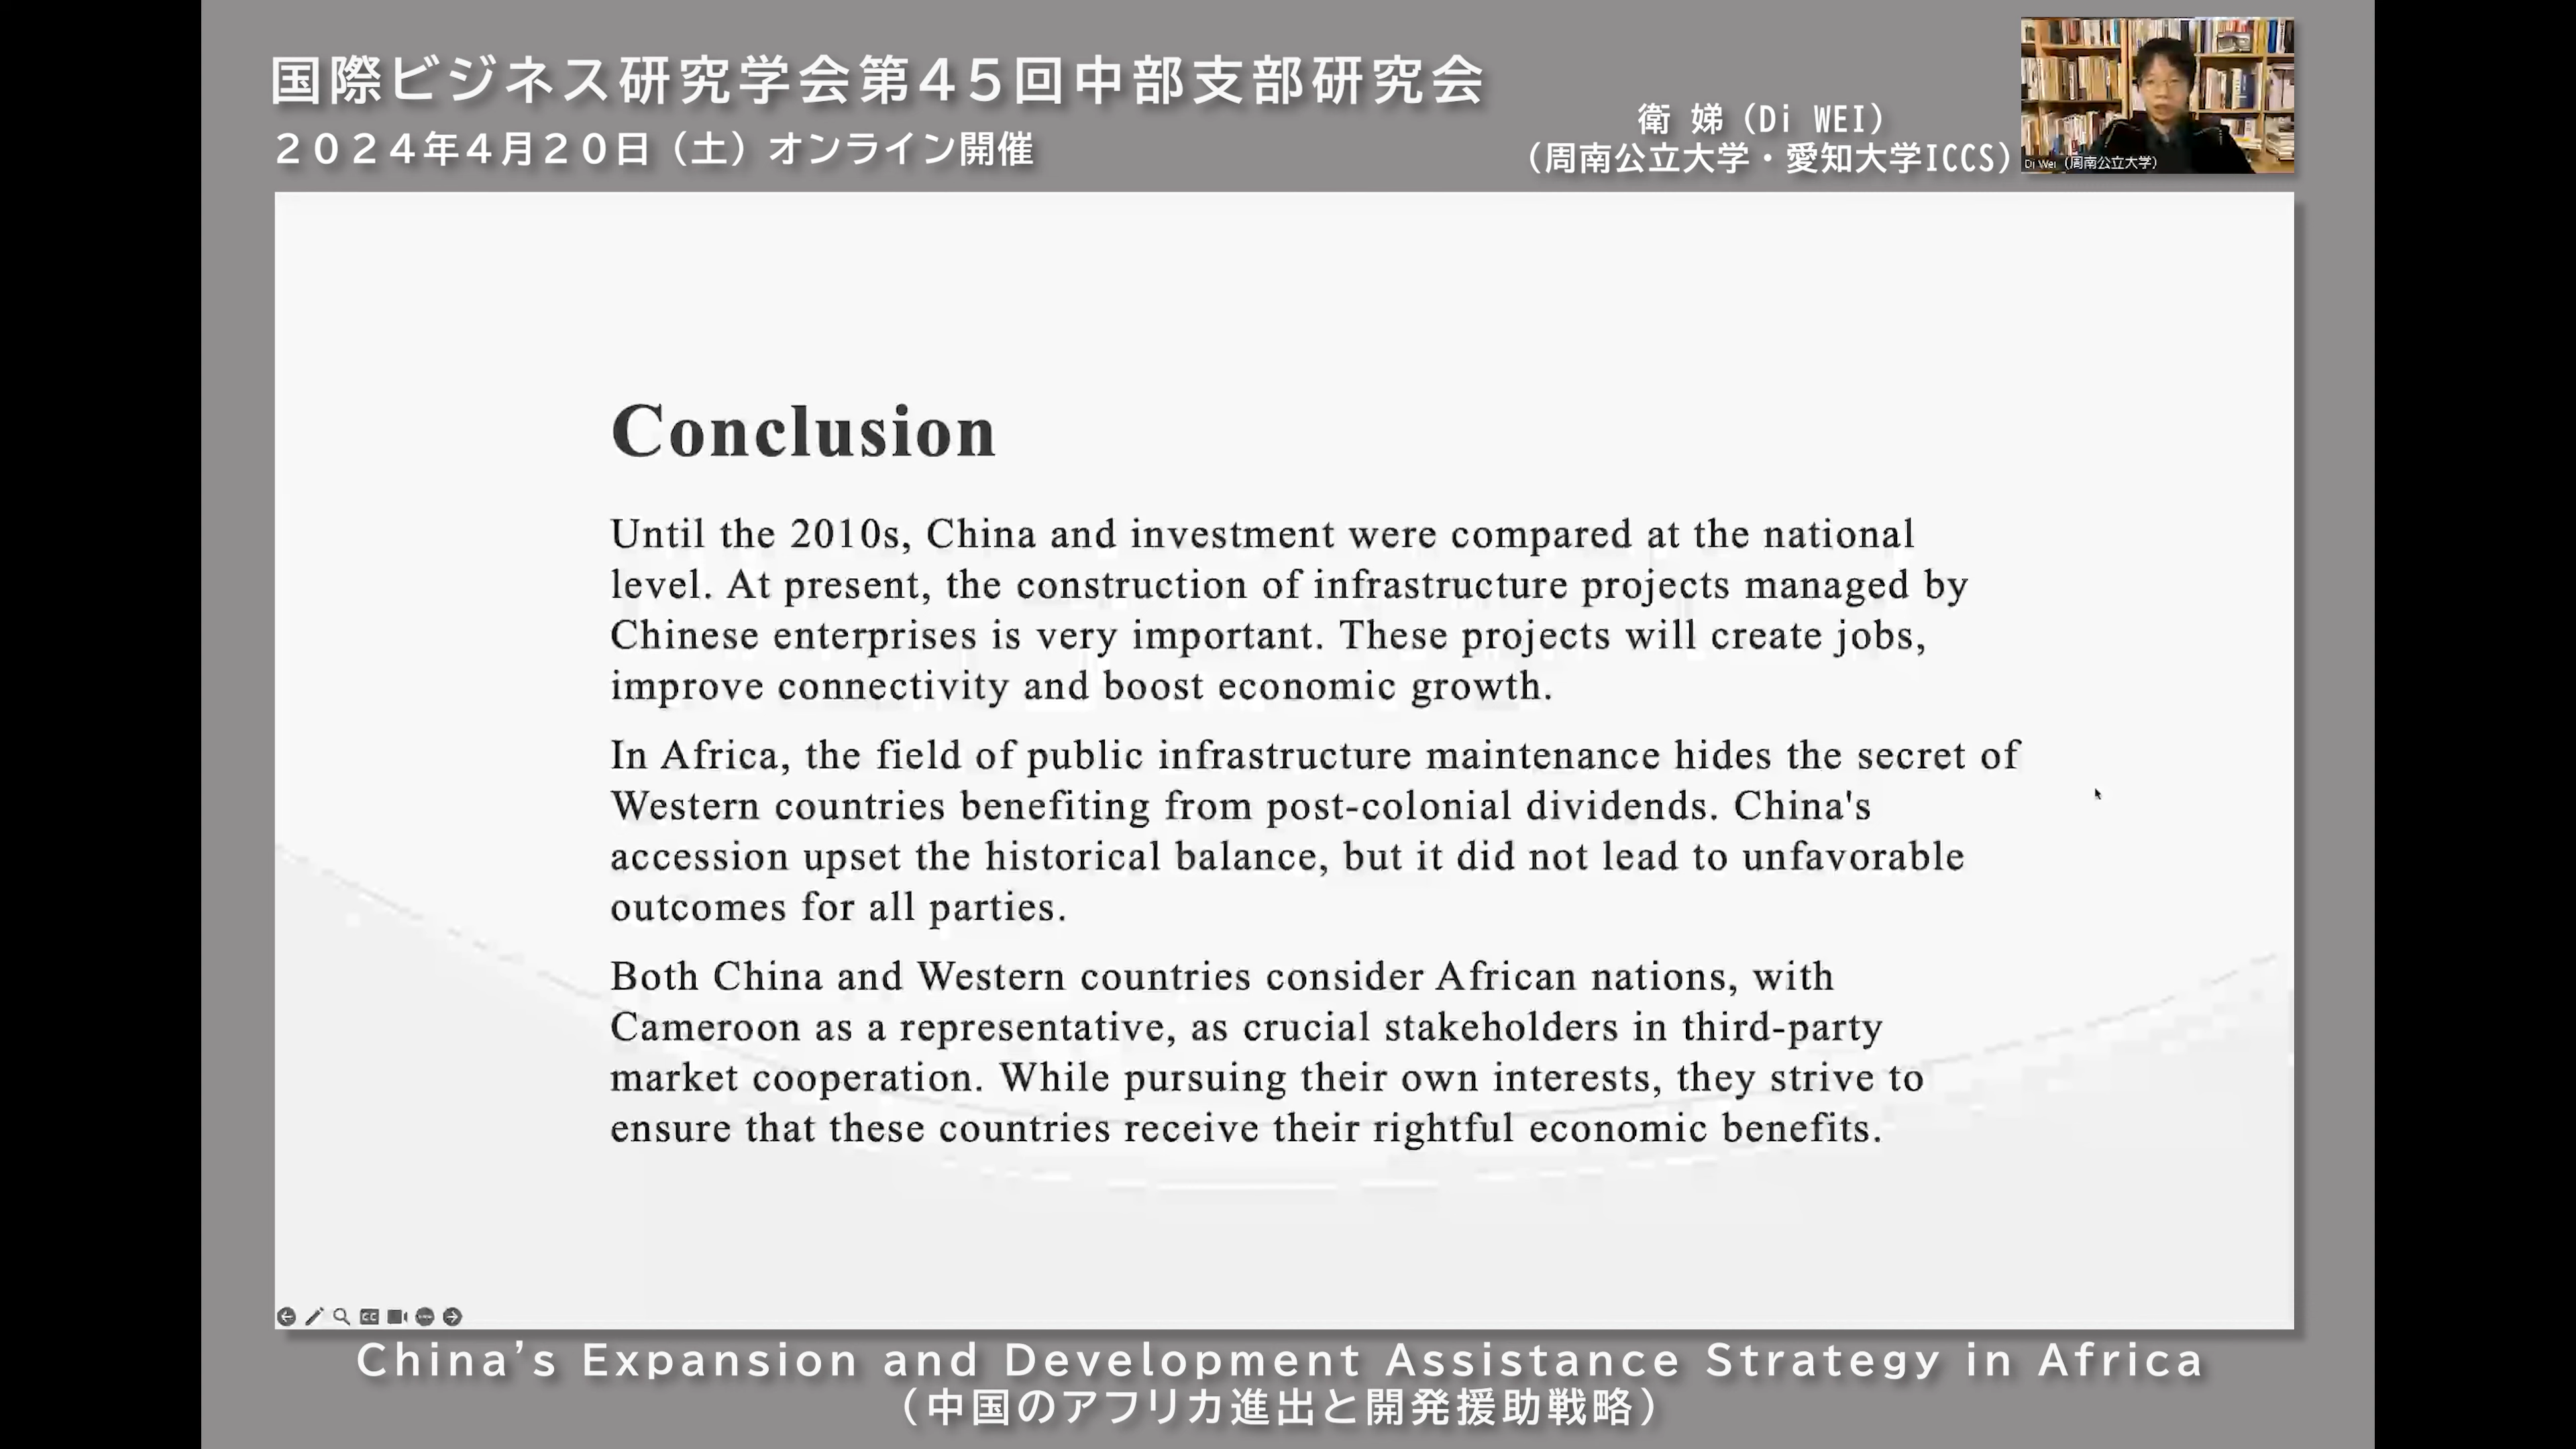 国際ビジネス研究学会第45回中部支部研究会
2024年4月20日（土）オンライン開催
衛 娣（Di WEI）
（周南公立大学・愛知大学ICCS）
Di Wei（周南公立大学）
Conclusion
Until the 2010s, China and investment were compared at the national
level. At present, the construction of infrastructure projects managed by
Chinese enterprises is very important. These projects will create jobs,
improve connectivity and boost economic growth.
In Africa, the field of public infrastructure maintenance hides the secret of
Western countries benefiting from post-colonial dividends. China's
accession upset the historical balance, but it did not lead to unfavorable
outcomes for all parties.
Both China and Western countries consider African nations, with
Cameroon as a representative, as crucial stakeholders in third-party
market cooperation. While pursuing their own interests, they strive to
ensure that these countries receive their rightful economic benefits.
CC
China’s Expansion and Development Assistance Strategy in Africa
（中国のアフリカ進出と開発援助戦略）